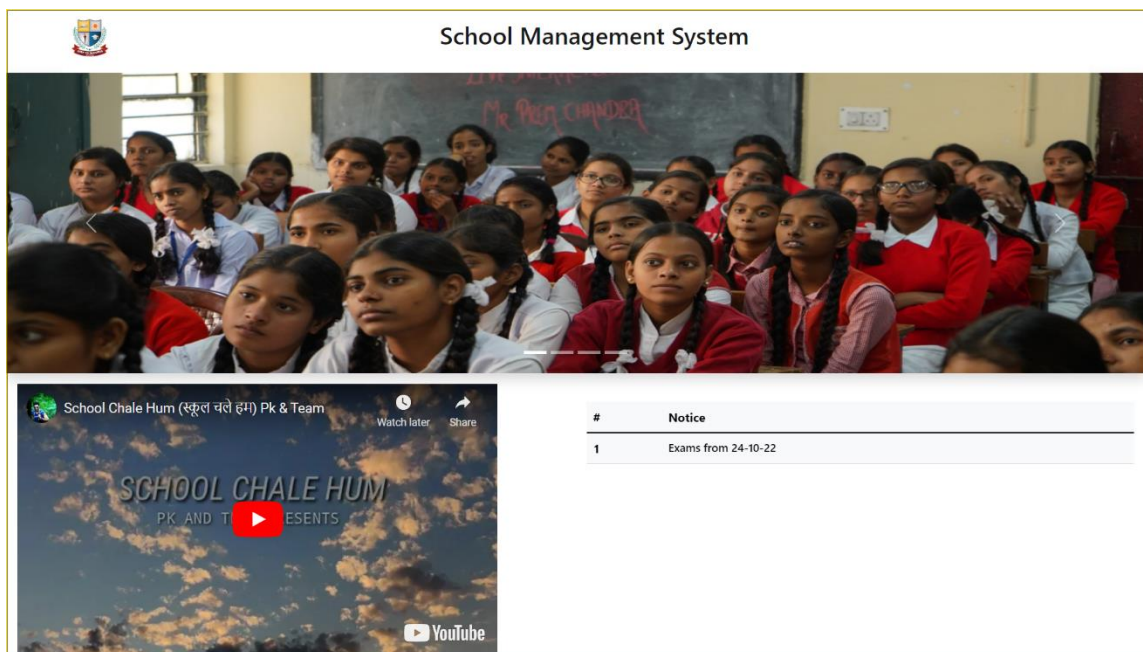 School Management System
Mr. PREM CHANDRA
School Chale Hum (स्कूल चले हम) Pk & Team
Watch later
Share
SCHOOL CHALE HUM
PK AND
YouTube
# Notice
1 Exams from 24-10-22